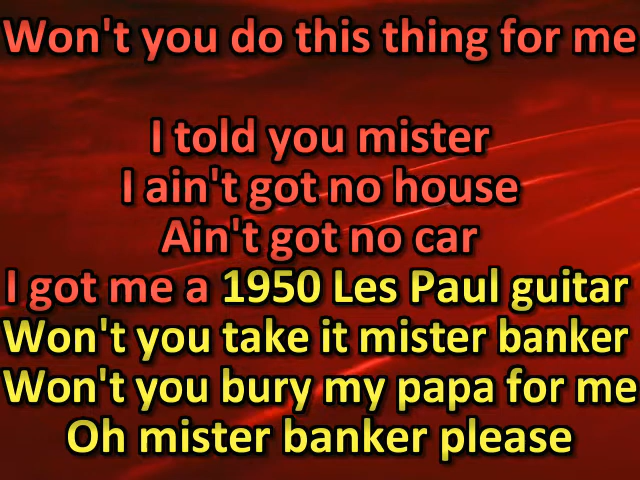 Won't you do this thing for me
I told you mister
I ain't got no house
Ain't got no car
I got me a 1950 Les Paul guitar
Won't you take it mister banker
Won't you bury my papa for me
Oh mister banker please